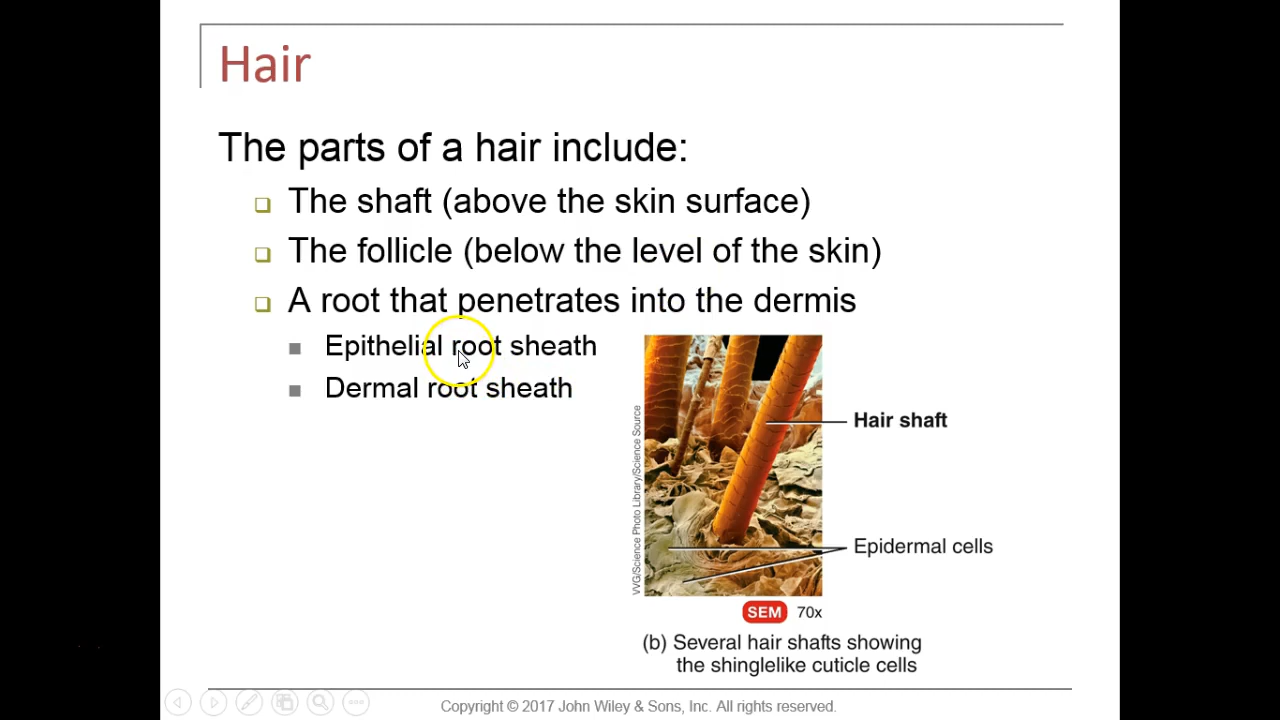 Hair
The parts of a hair include:
The shaft (above the skin surface)
The follicle (below the level of the skin)
A root that penetrates into the dermis
Epithelial root sheath
Dermal root sheath
VVG/Science Photo Library/Science Source
Hair shaft
Epidermal cells
SEM 70x
(b) Several hair shafts showing
the shinglelike cuticle cells
Copyright © 2017 John Wiley & Sons, Inc. All rights reserved.